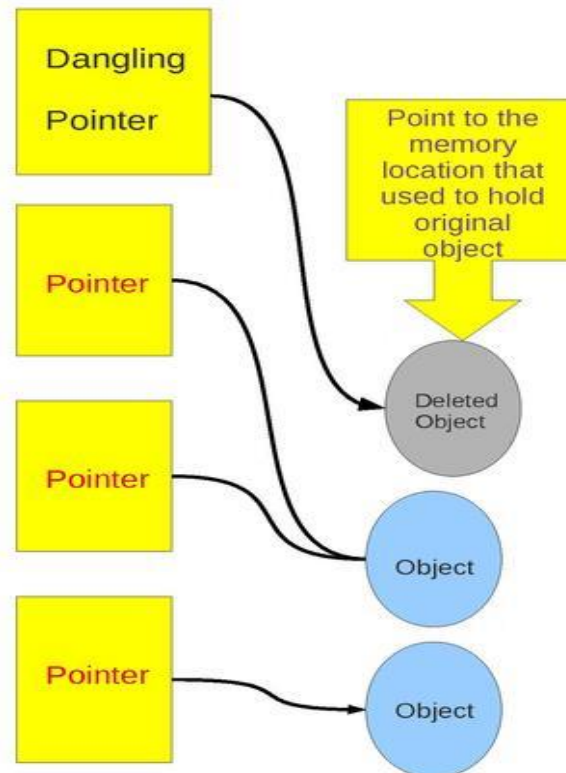 Dangling
Pointer
Point to the
memory
location that
used to hold
original
object
Pointer
Deleted
Object
Pointer
Object
Pointer
Object